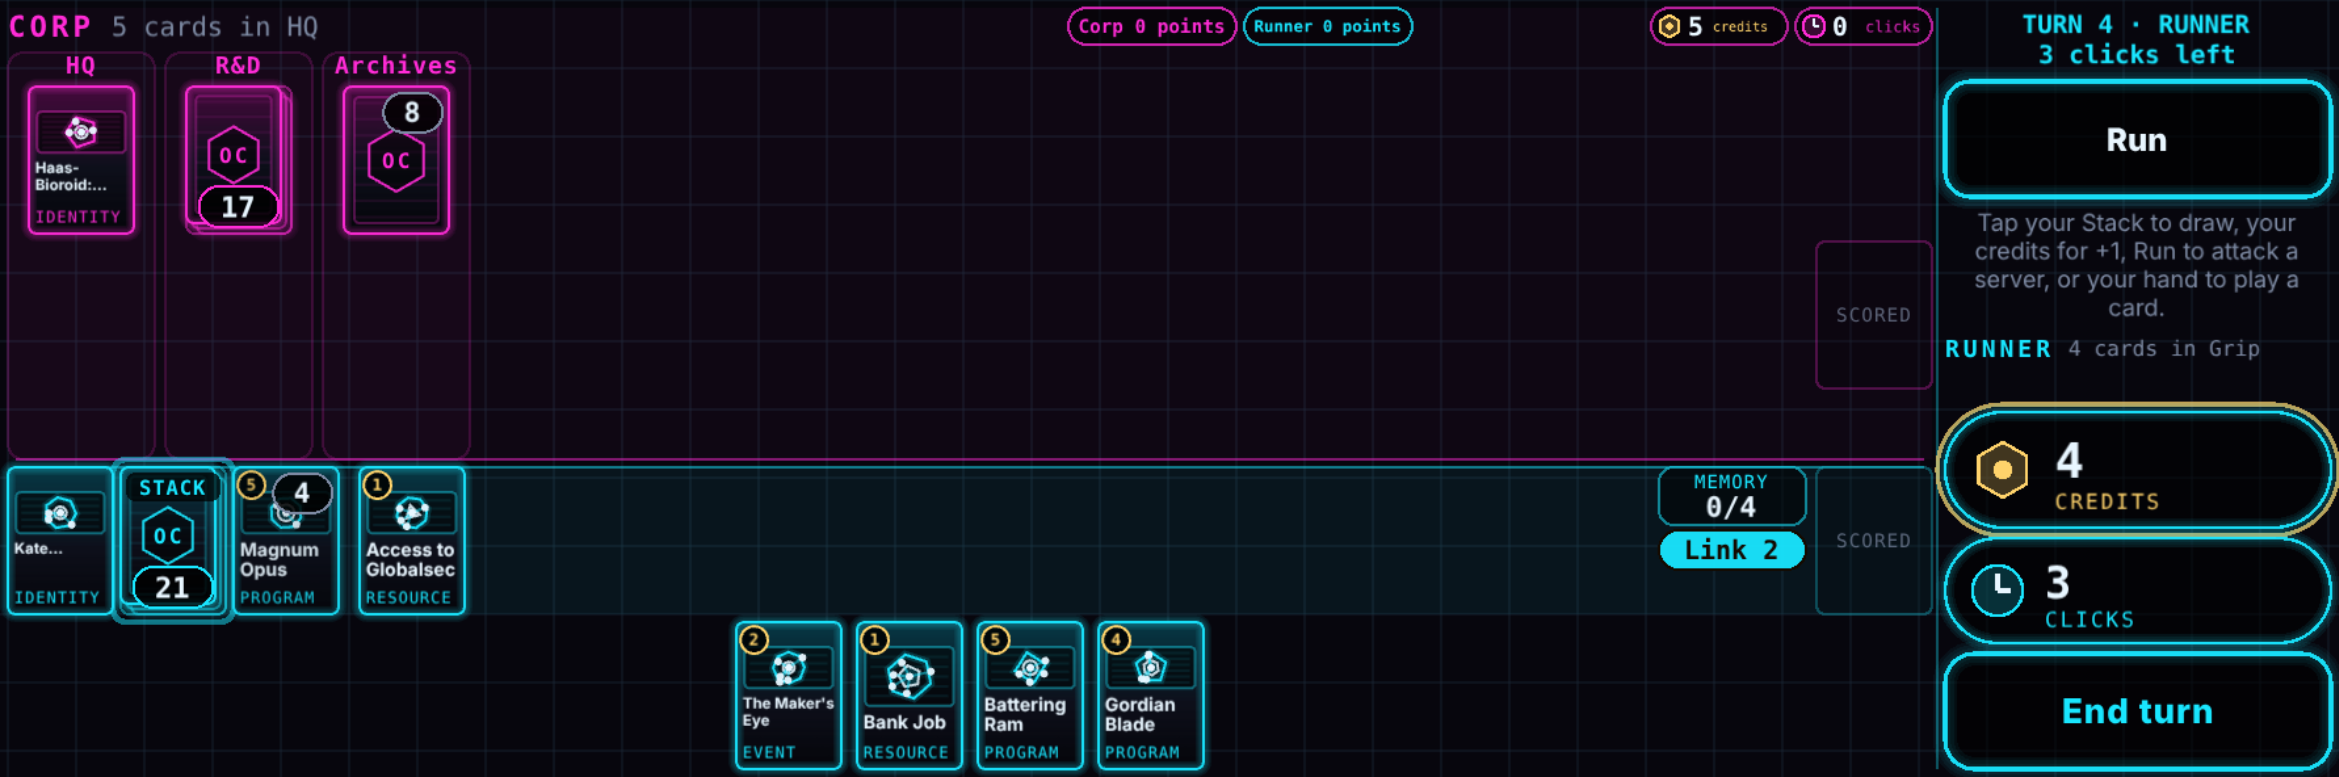 CORP 5 cards in HQ
Corp 0 points
Runner 0 points
5 credits
0 clicks
HQ
R&D
Archives
Haas-
Bioroid:...
IDENTITY
OC
17
8
OC
SCORED
TURN 4 · RUNNER
3 clicks left
Run
Tap your Stack to draw, your
credits for +1, Run to attack a
server, or your hand to play a
card.
RUNNER 4 cards in Grip
4
CREDITS
3
CLICKS
End turn
Kate...
IDENTITY
STACK
OC
21
5
4
Magnum
Opus
PROGRAM
1
Access to
Globalsec
RESOURCE
MEMORY
0/4
Link 2
SCORED
2
The Maker's
Eye
EVENT
1
Bank Job
RESOURCE
5
Battering
Ram
PROGRAM
4
Gordian
Blade
PROGRAM